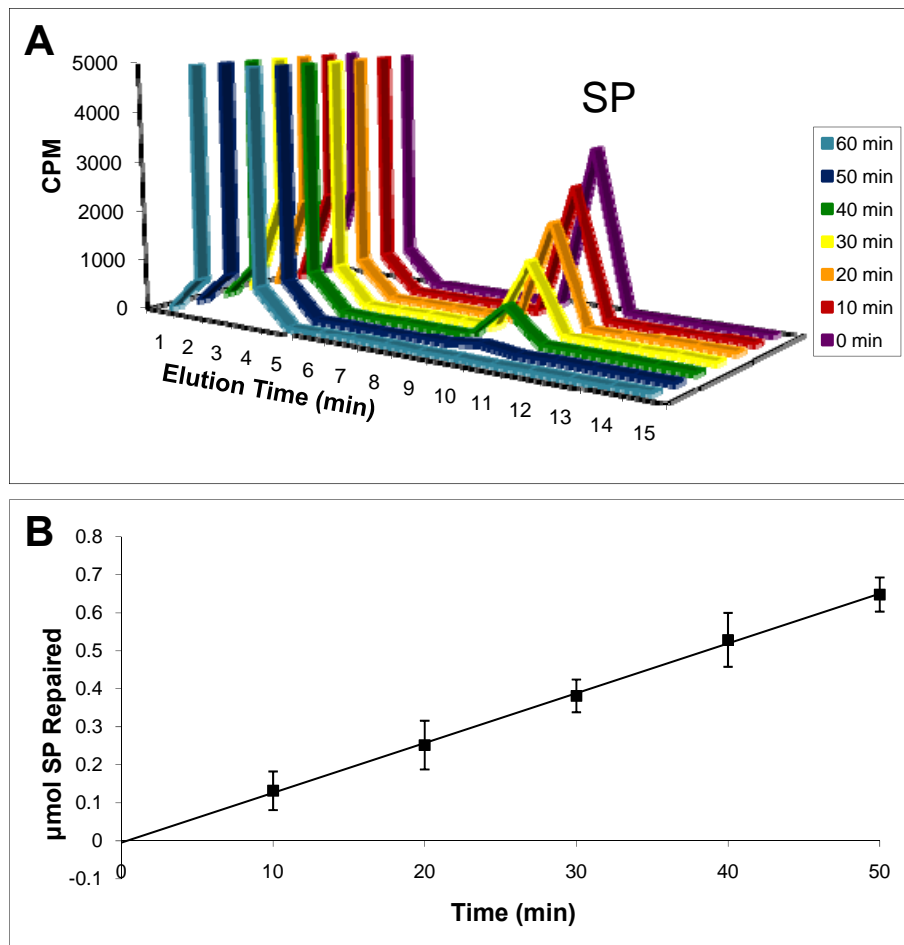 A
SP
5000
4000
3000
2000
1000
0
CPM
1 2 3 4 5 6 7 8 9 10 11 12 13 14 15
Elution Time (min)
60 min
50 min
40 min
30 min
20 min
10 min
0 min
B
0.8
0.7
0.6
0.5
0.4
0.3
0.2
0.1
0
-0.1
µmol SP Repaired
0 10 20 30 40 50
Time (min)